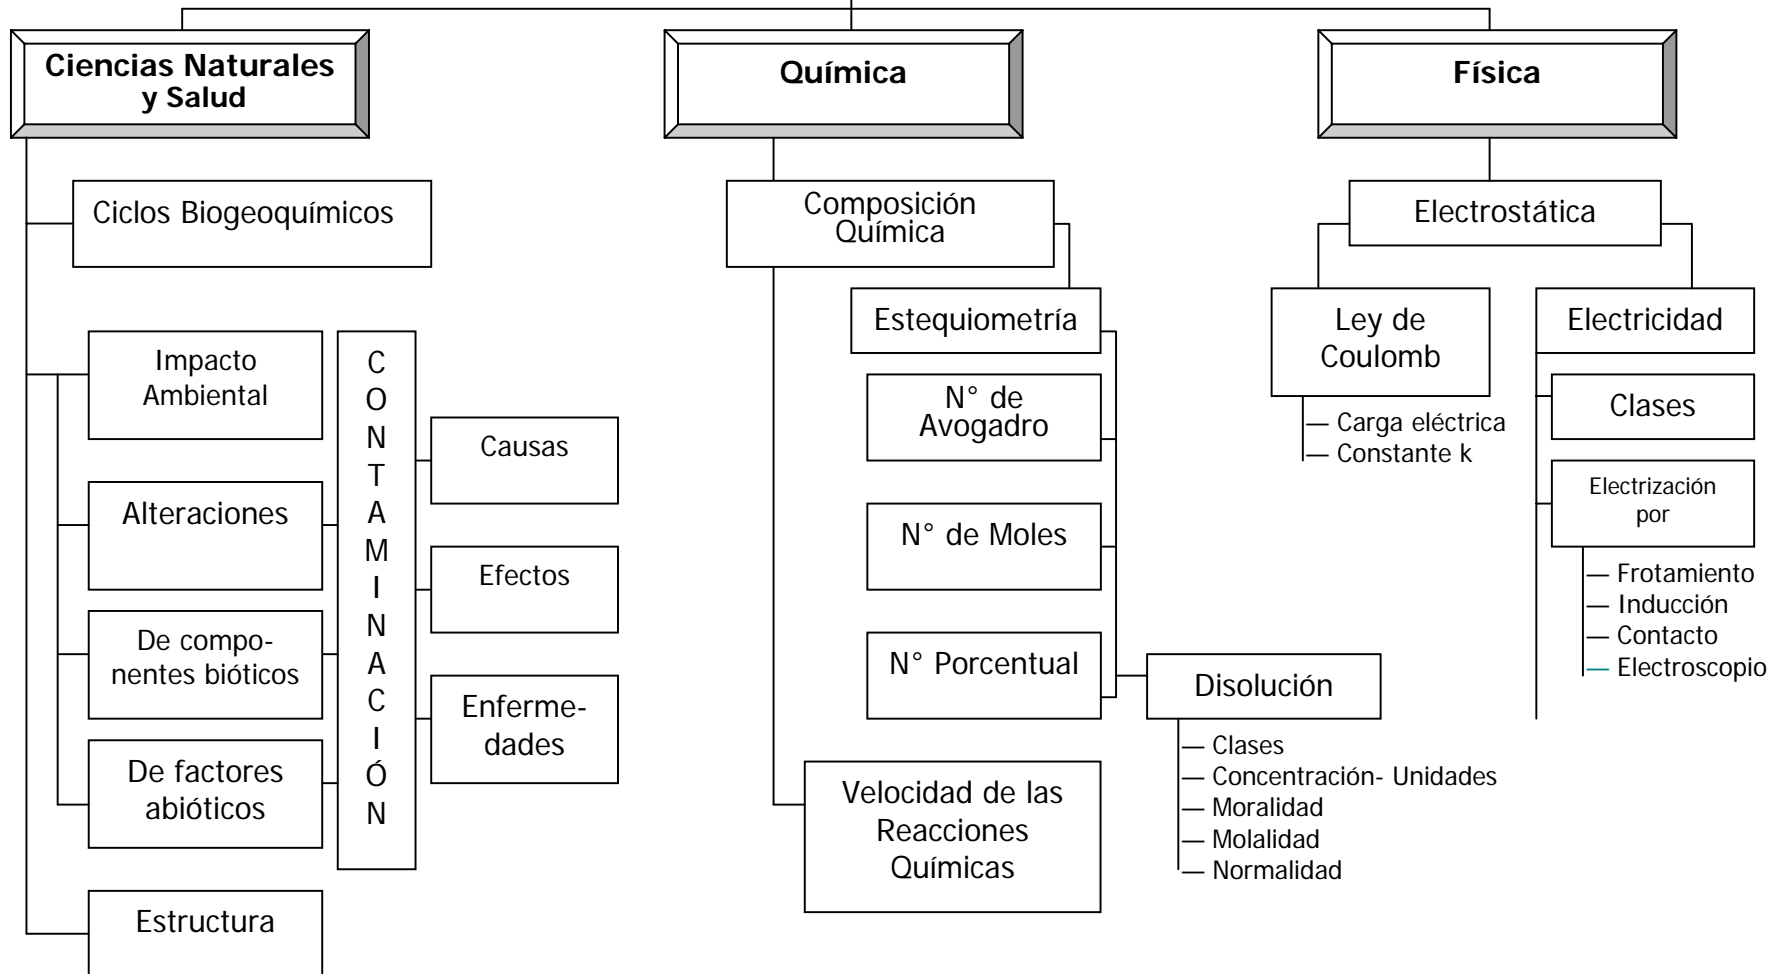 Ciencias Naturales
y Salud
Ciclos Biogeoquímicos
Impacto
Ambiental
Alteraciones
De compo-
nentes bióticos
De factores
abióticos
Estructura
C
O
N
T
A
M
I
N
A
C
I
Ó
N
Causas
Efectos
Enferme-
dades
Química
Composición
Química
Estequiometría
N° de
Avogadro
N° de Moles
N° Porcentual
Disolución
— Clases
— Concentración- Unidades
— Moralidad
— Molalidad
— Normalidad
Velocidad de las
Reacciones
Químicas
Física
Electrostática
Ley de
Coulomb
— Carga eléctrica
— Constante k
Electricidad
Clases
Electrización
por
— Frotamiento
— Inducción
— Contacto
— Electroscopio